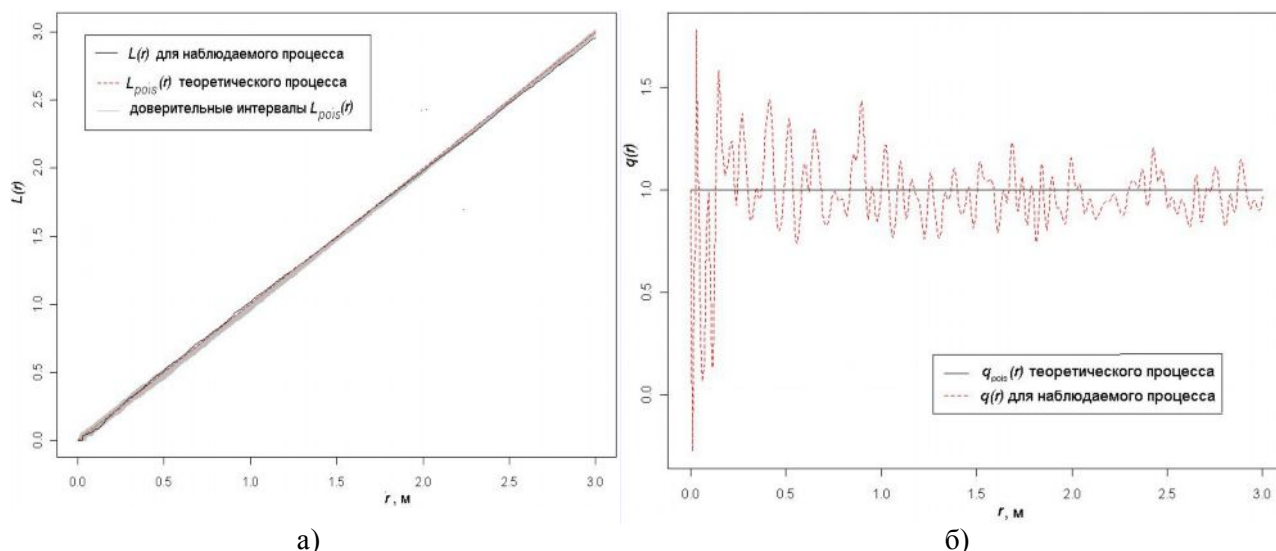 3.0
2.5
2.0
1.5
1.0
0.5
0.0
L(r)
L(r) для наблюдаемого процесса
L_pois(r) теоретического процесса
доверительные интервалы L_pois(r)
0.0 0.5 1.0 1.5 2.0 2.5 3.0
r, м
а)
1.5
1.0
0.5
0.0
q(r)
q_pois(r) теоретического процесса
q(r) для наблюдаемого процесса
0.0 0.5 1.0 1.5 2.0 2.5 3.0
r, м
б)